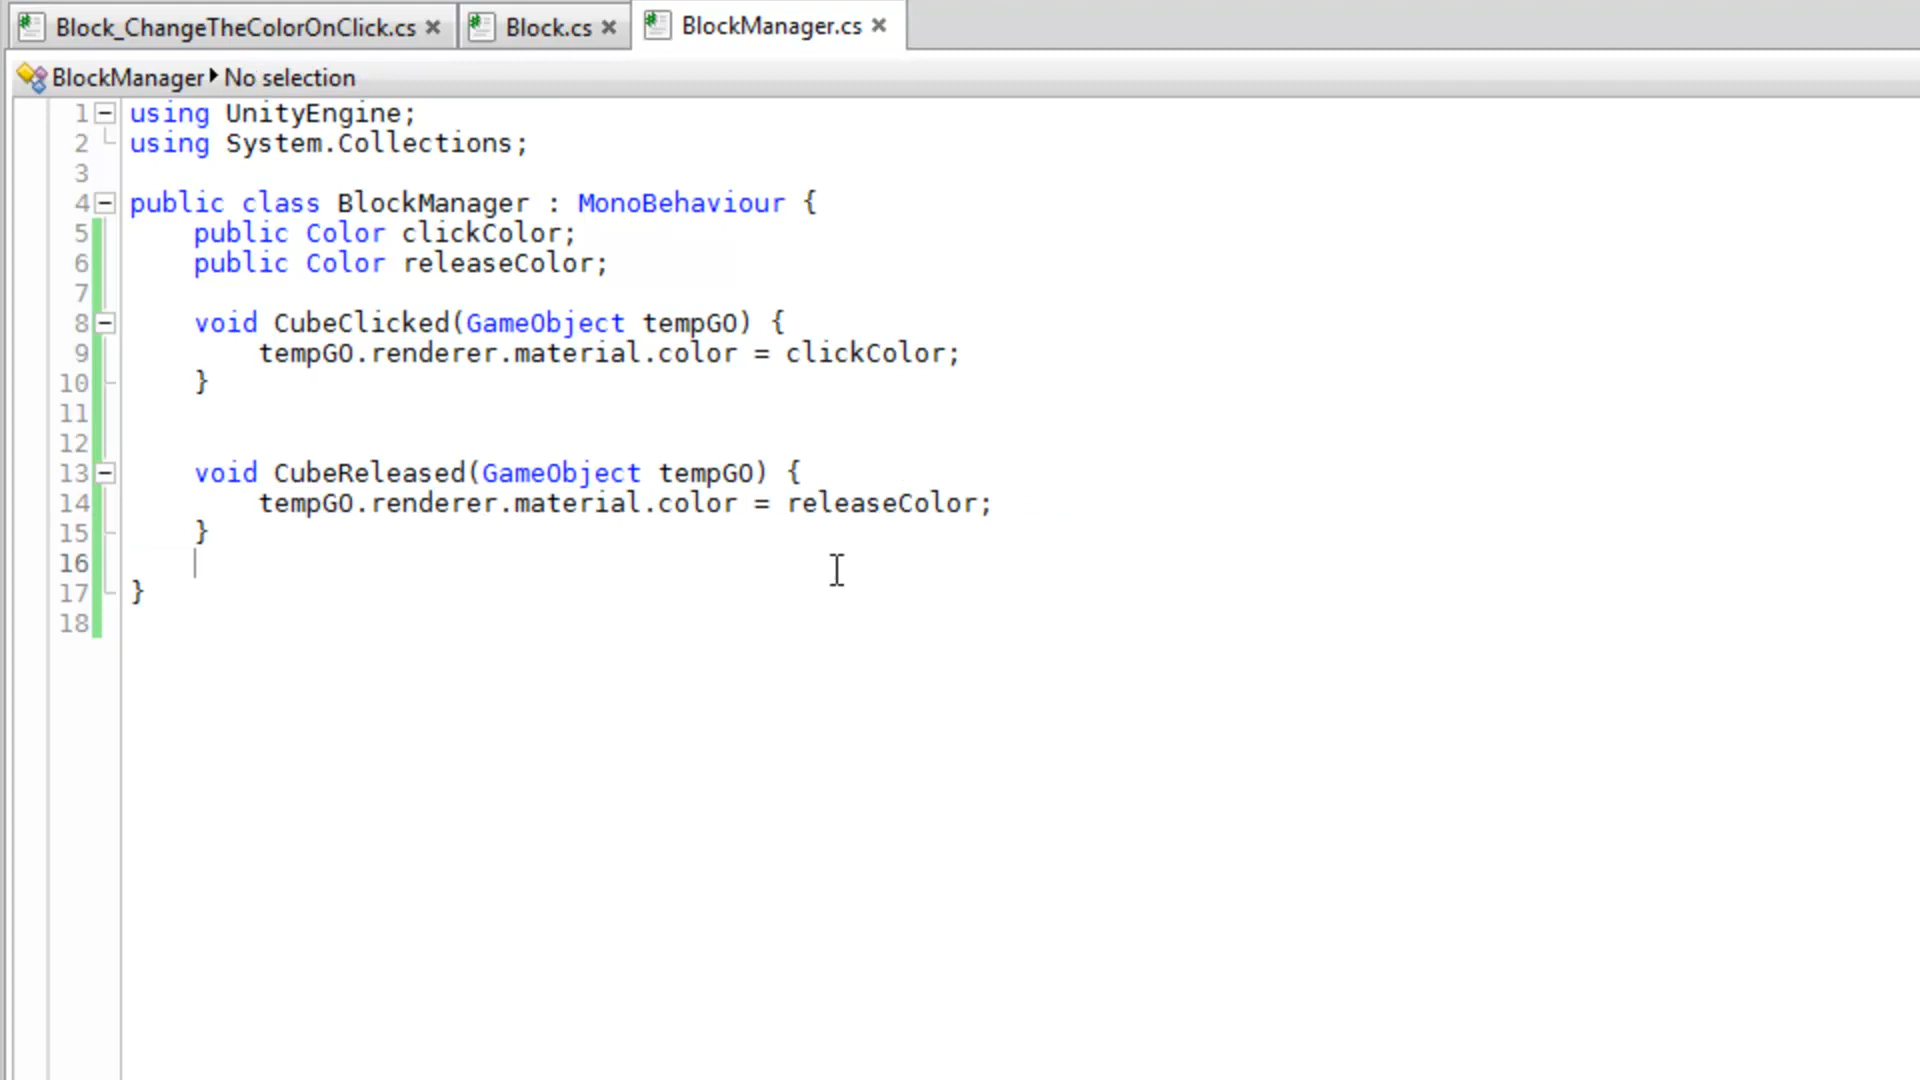 Block_ChangeTheColorOnClick.cs Block.cs BlockManager.cs
BlockManager No selection
1 using UnityEngine;
2 using System.Collections;
3
4 public class BlockManager : MonoBehaviour {
5 public Color clickColor;
6 public Color releaseColor;
7
8 void CubeClicked(GameObject tempGO) {
9 tempGO.renderer.material.color = clickColor;
10 }
11
12
13 void CubeReleased(GameObject tempGO) {
14 tempGO.renderer.material.color = releaseColor;
15 }
16
17 }
18